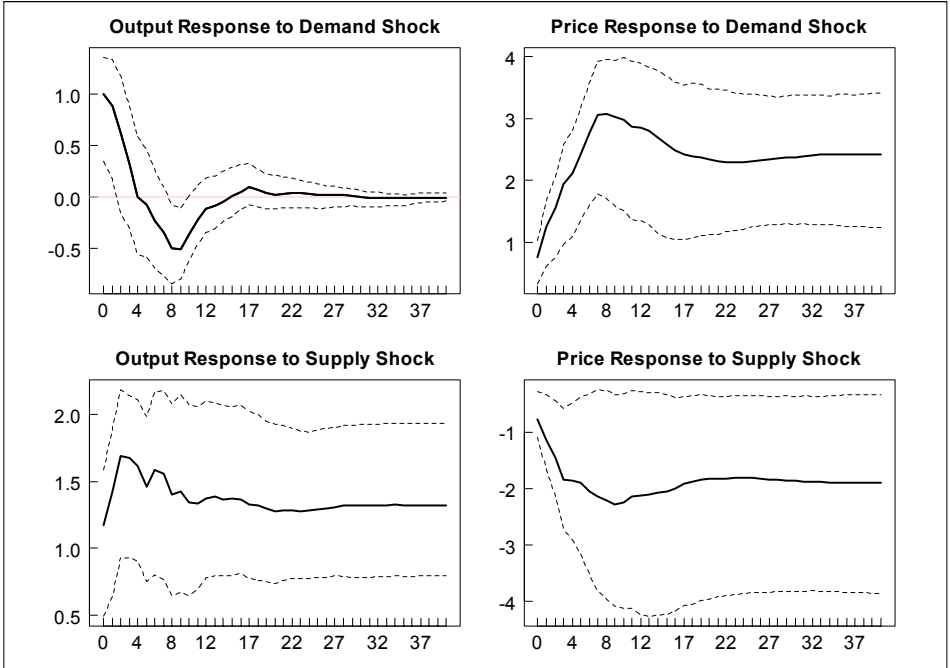 Output Response to Demand Shock
1.0
0.5
0.0
-0.5
0 4 8 12 17 22 27 32 37
Price Response to Demand Shock
4
3
2
1
0 4 8 12 17 22 27 32 37
Output Response to Supply Shock
2.0
1.5
1.0
0.5
0 4 8 12 17 22 27 32 37
Price Response to Supply Shock
-1
-2
-3
-4
0 4 8 12 17 22 27 32 37